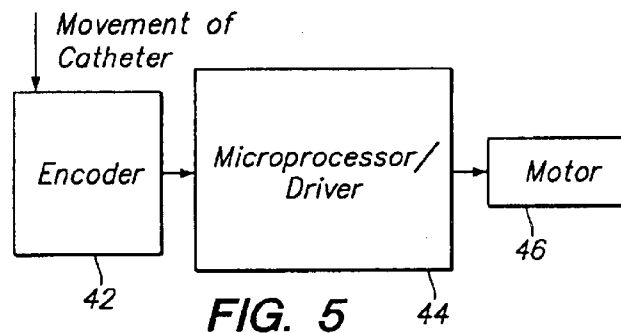 Movement of
Catheter
Encoder
Microprocessor/
Driver
Motor
42
44
46
FIG. 5